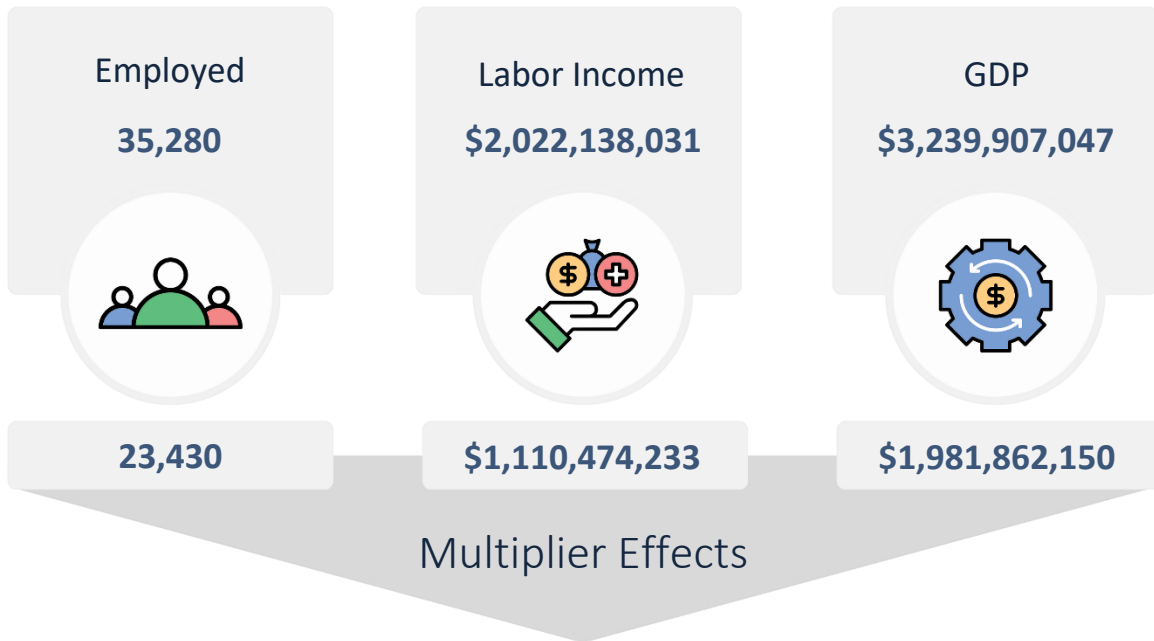 Employed
35,280
Labor Income
$2,022,138,031
GDP
$3,239,907,047
$
$
23,430
$1,110,474,233
$1,981,862,150
Multiplier Effects